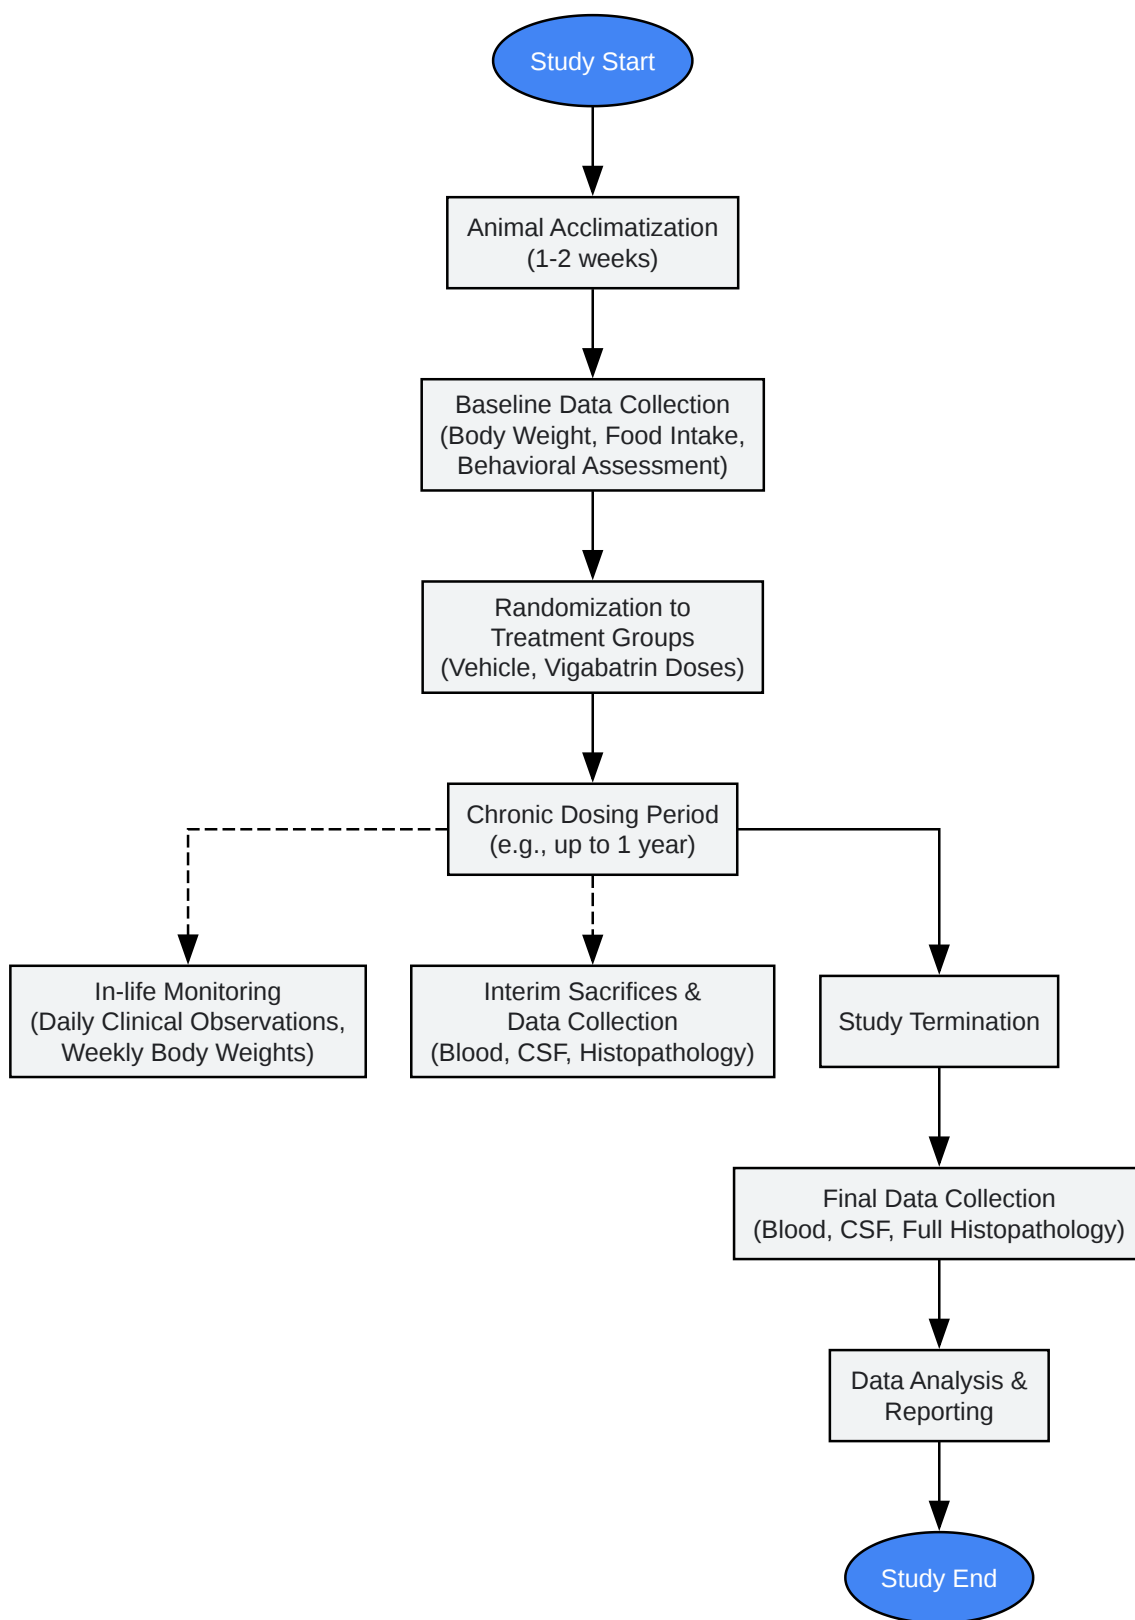 Study Start
Animal Acclimatization
(1-2 weeks)
Baseline Data Collection
(Body Weight, Food Intake,
Behavioral Assessment)
Randomization to
Treatment Groups
(Vehicle, Vigabatrin Doses)
Chronic Dosing Period
(e.g., up to 1 year)
In-life Monitoring
(Daily Clinical Observations,
Weekly Body Weights)
Interim Sacrifices &
Data Collection
(Blood, CSF, Histopathology)
Study Termination
Final Data Collection
(Blood, CSF, Full Histopathology)
Data Analysis &
Reporting
Study End